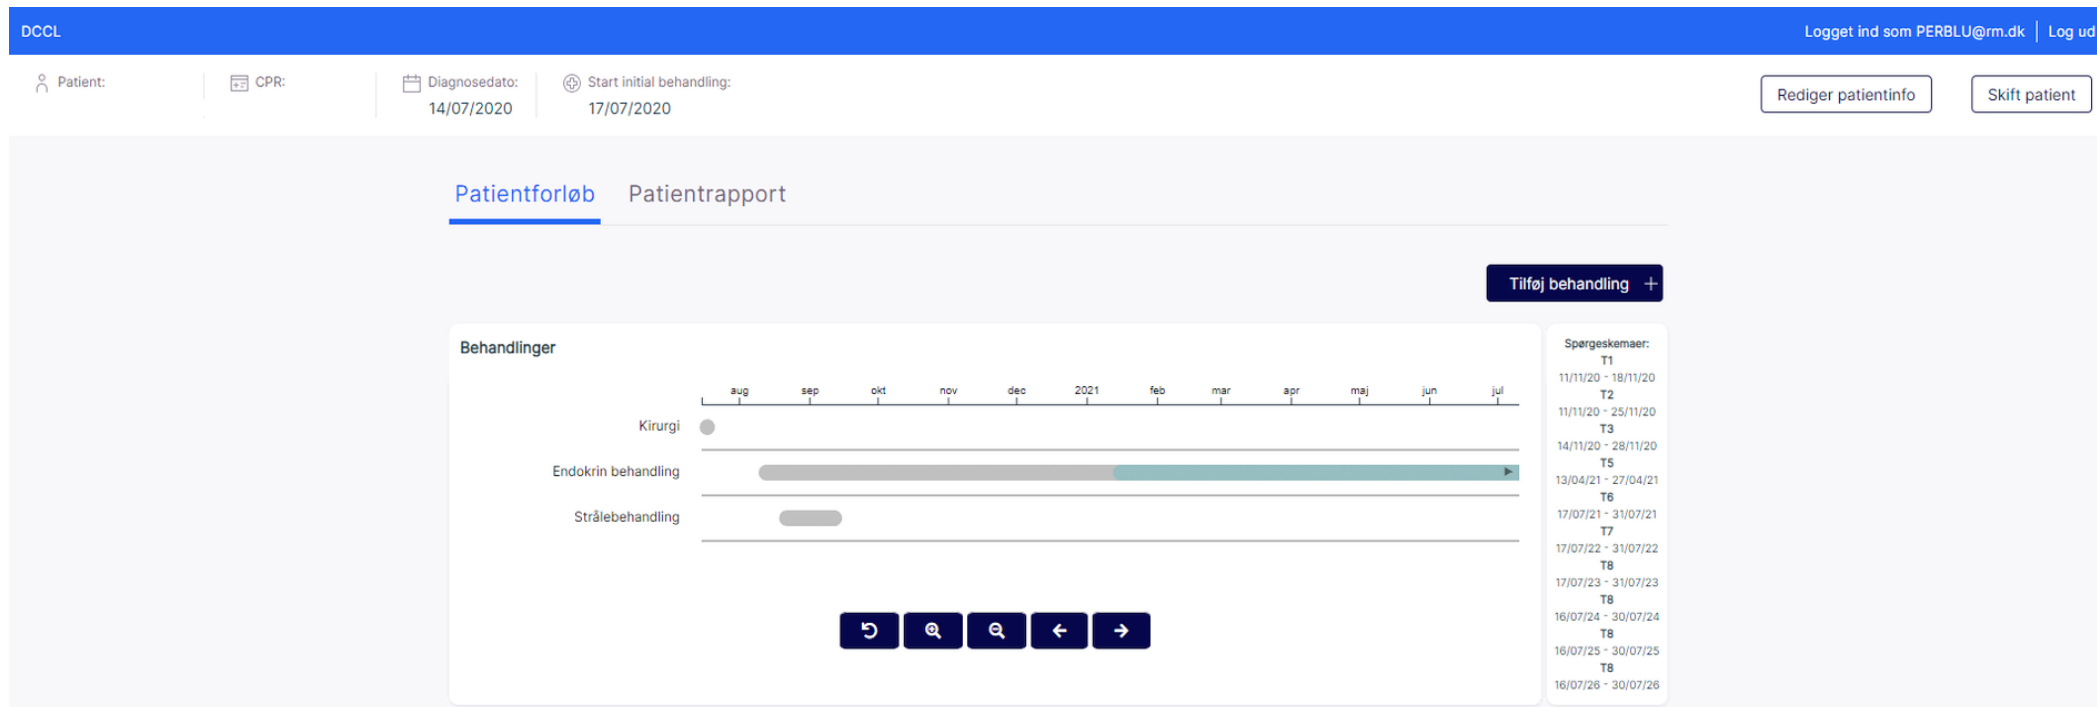 DCCL
Logget ind som PERBLU@rm.dk | Log ud
Patient:
CPR:
Diagnosedato:
14/07/2020
Start initial behandling:
17/07/2020
Rediger patientinfo
Skift patient
Patientforløb
Patientrapport
Tilføj behandling +
Behandlinger
aug sep okt nov dec 2021 feb mar apr maj jun jul
Kirurgi
Endokrin behandling
Strålebehandling
Spørgeskemaer:
T1
11/11/20 - 18/11/20
T2
11/11/20 - 25/11/20
T3
14/11/20 - 28/11/20
T5
13/04/21 - 27/04/21
T6
17/07/21 - 31/07/21
T7
17/07/22 - 31/07/22
T8
17/07/23 - 31/07/23
T8
16/07/24 - 30/07/24
T8
16/07/25 - 30/07/25
T8
16/07/26 - 30/07/26